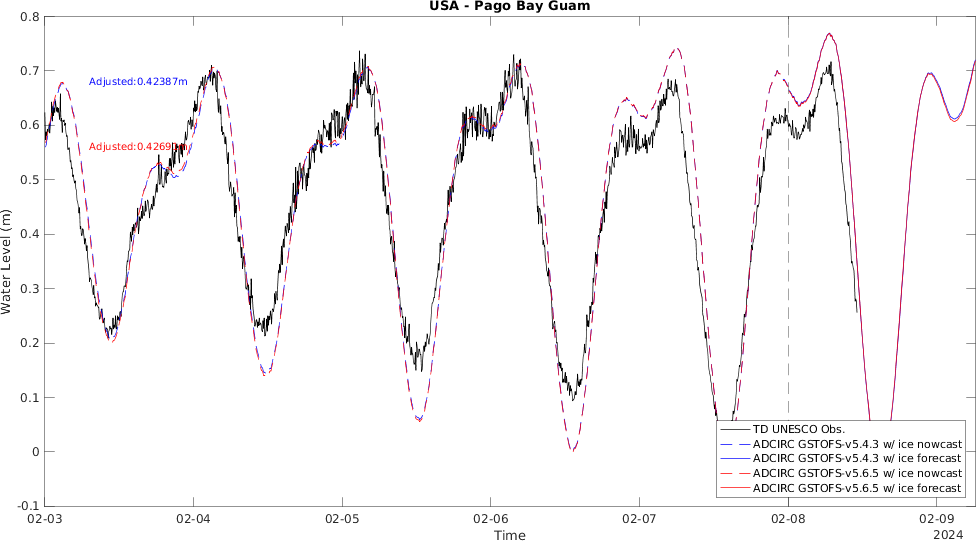 USA - Pago Bay Guam
0.8
0.7
0.6
0.5
0.4
0.3
0.2
0.1
0
-0.1
Water Level (m)
Adjusted:0.42387m
Adjusted:0.4269
TD UNESCO Obs.
ADCIRC GSTOFS-v5.4.3 w/ ice nowcast
ADCIRC GSTOFS-v5.4.3 w/ ice forecast
ADCIRC GSTOFS-v5.6.5 w/ ice nowcast
ADCIRC GSTOFS-v5.6.5 w/ ice forecast
02-03 02-04 02-05 02-06 02-07 02-08 02-09
Time
2024